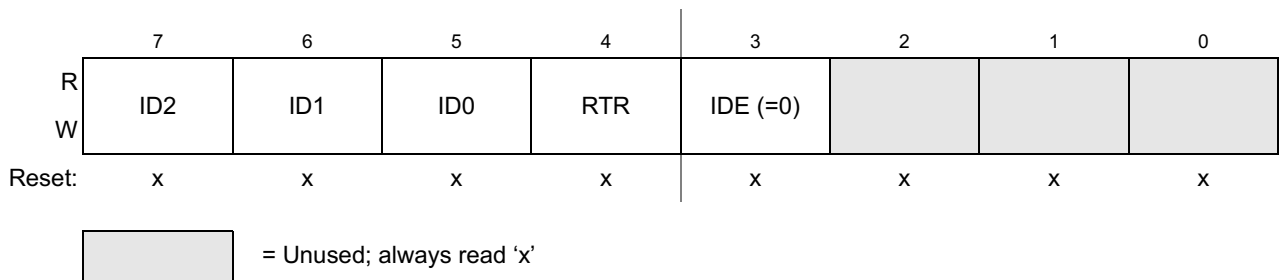 7 6 5 4 3 2 1 0
R
W
ID2 ID1 ID0 RTR IDE (=0)
Reset: x x x x x x x x
= Unused; always read ‘x’